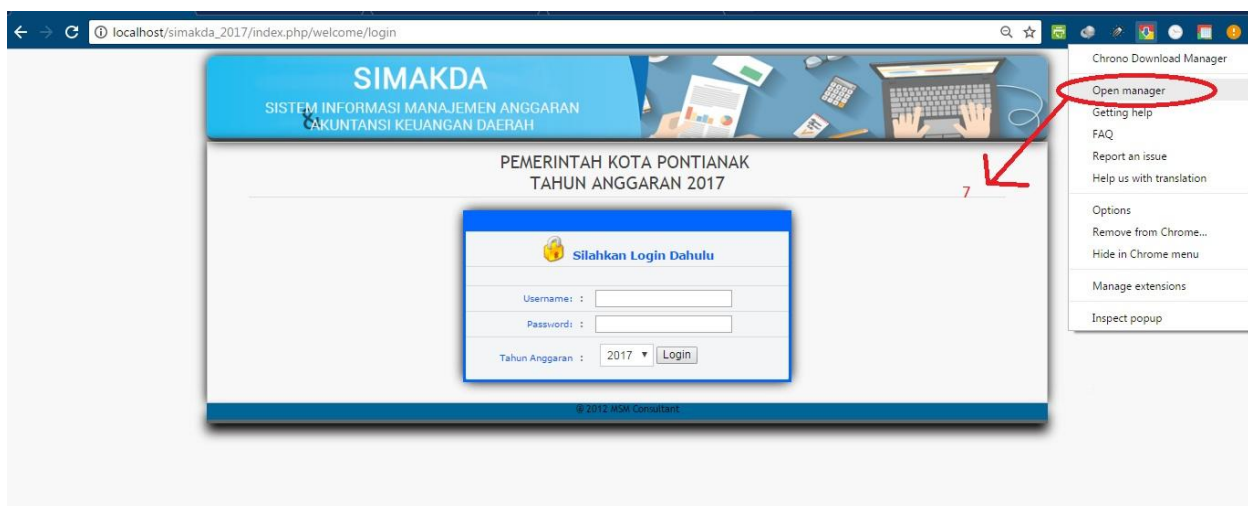 localhost/simakda_2017/index.php/welcome/login
SIMAKDA
SISTEM INFORMASI MANAJEMEN ANGGARAN
& AKUNTANSI KEUANGAN DAERAH
PEMERINTAH KOTA PONTIANAK
TAHUN ANGGARAN 2017
Silahkan Login Dahulu
Username: :
Password: :
Tahun Anggaran : 2017 Login
@ 2012 MSM Consultant
Chrono Download Manager
Open manager
Getting help
FAQ
Report an issue
Help us with translation
Options
Remove from Chrome...
Hide in Chrome menu
Manage extensions
Inspect popup
7